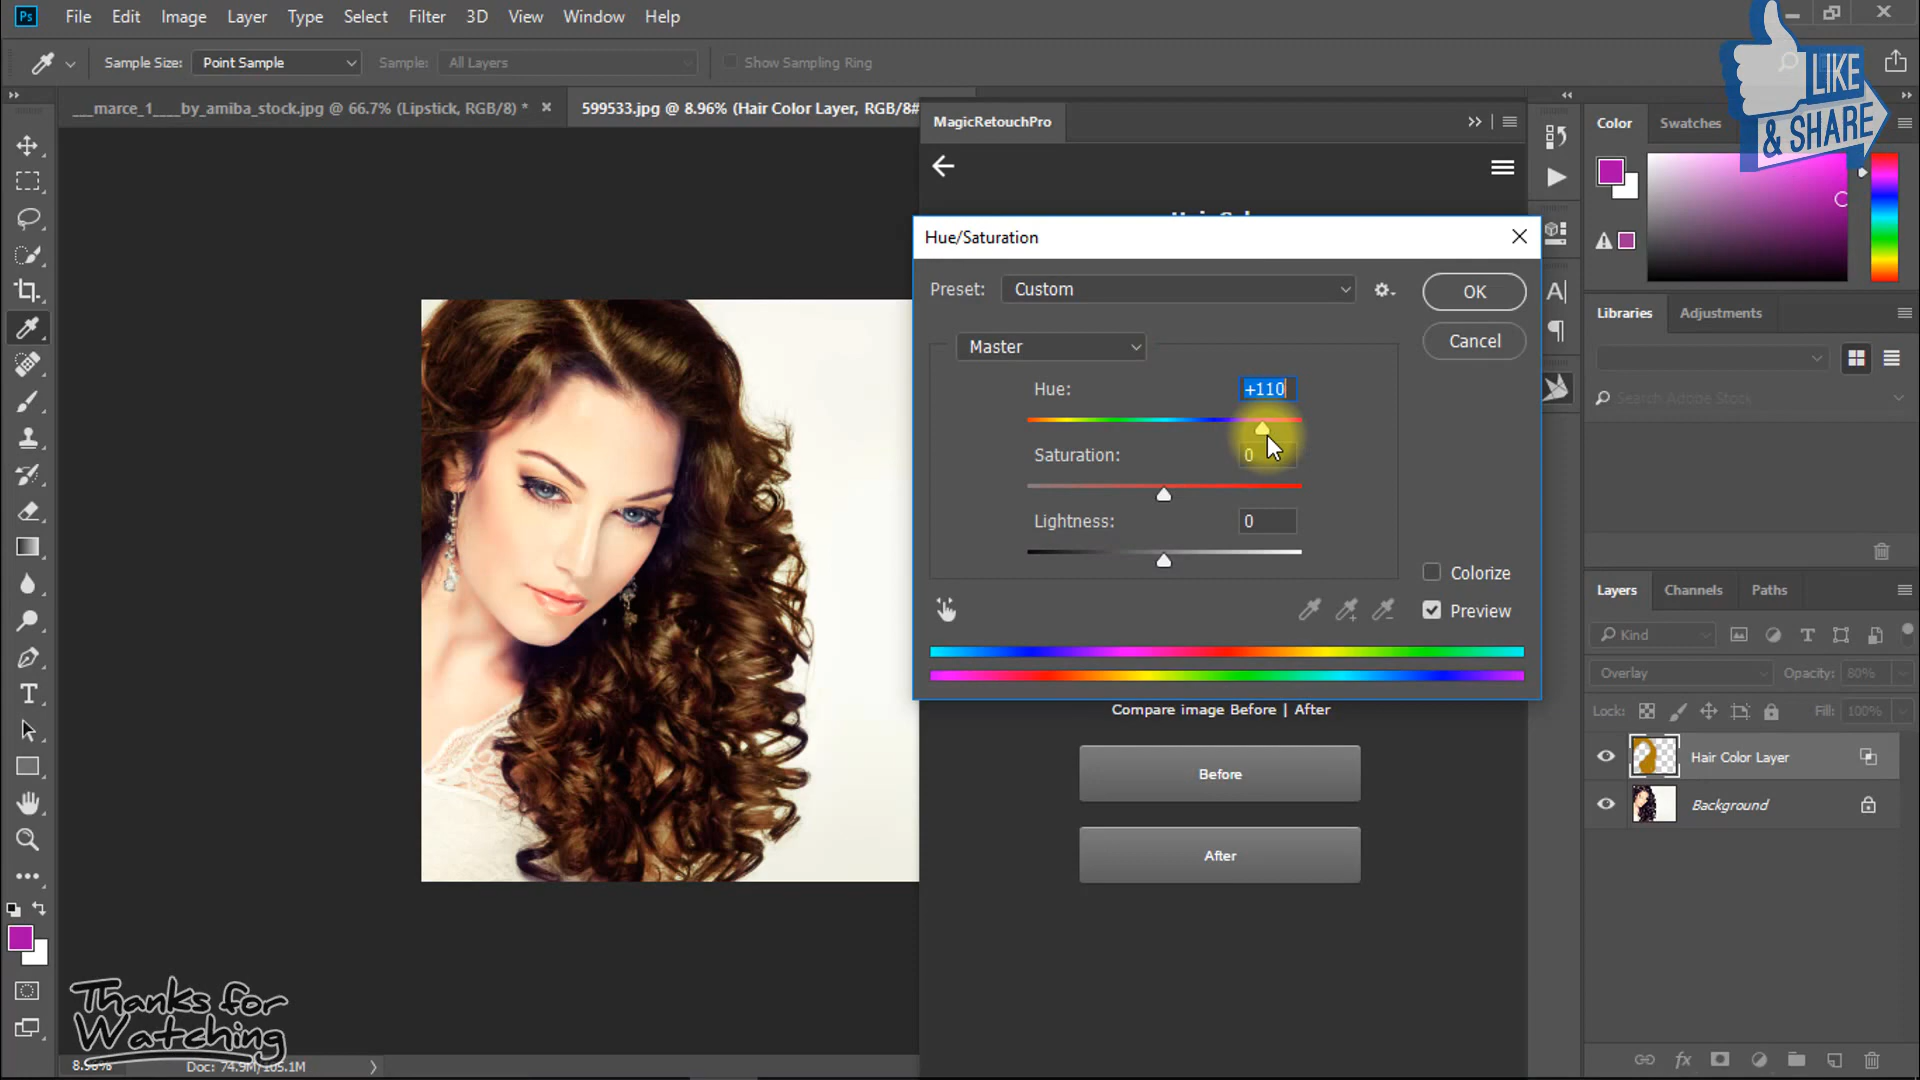 Ps File Edit Image Layer Type Select Filter 3D View Window Help
Sample Size: Point Sample Sample: All Layers Show Sampling Ring
LIKE
& SHARE
___marce_1____by_amiba_stock.jpg @ 66.7% (Lipstick, RGB/8) *
599533.jpg @ 8.96% (Hair Color Layer, RGB/8#
MagicRetouchPro
Color Swatches
Hue/Saturation
Preset: Custom
OK
Cancel
Master
Hue: +110
Saturation: 0
Lightness: 0
Colorize
Preview
Compare image Before | After
Before
After
Libraries Adjustments
Search Adobe Stock
Layers Channels Paths
Kind
Overlay Opacity: 80%
Lock: Fill: 100%
Hair Color Layer
Background
Thanks for
Watching
Doc: 74.9M/